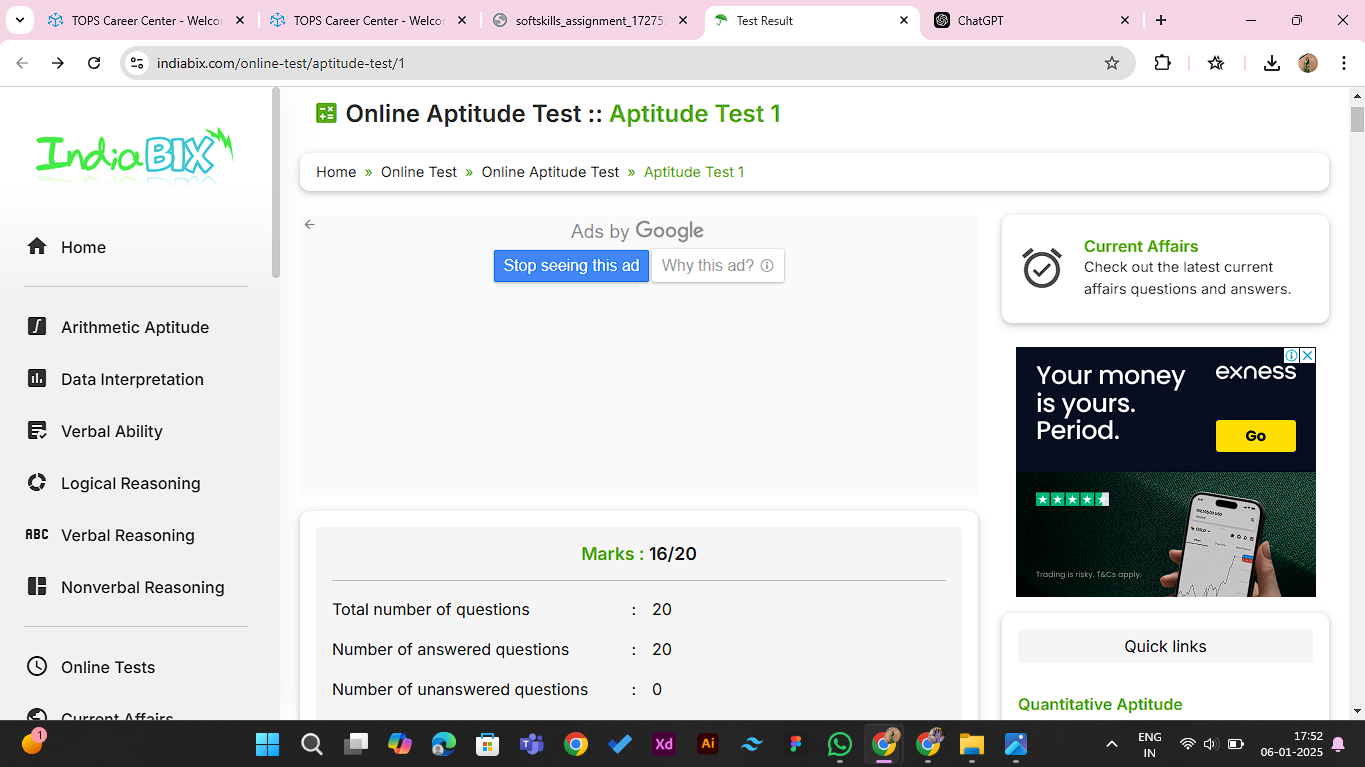 TOPS Career Center - Welco
TOPS Career Center - Welco
softskills_assignment_17275
Test Result
ChatGPT
indiabix.com/online-test/aptitude-test/1
IndiaBIX
Home
Arithmetic Aptitude
Data Interpretation
Verbal Ability
Logical Reasoning
ABC Verbal Reasoning
Nonverbal Reasoning
Online Tests
Current Affairs
Online Aptitude Test :: Aptitude Test 1
Home » Online Test » Online Aptitude Test » Aptitude Test 1
Ads by Google
Stop seeing this ad
Why this ad?
Marks : 16/20
Total number of questions : 20
Number of answered questions : 20
Number of unanswered questions : 0
Current Affairs
Check out the latest current
affairs questions and answers.
Your money
is yours.
Period.
exness
Go
Trading is risky. T&Cs apply.
Quick links
Quantitative Aptitude
1
Xd
Ai
ENG
IN
17:52
06-01-2025